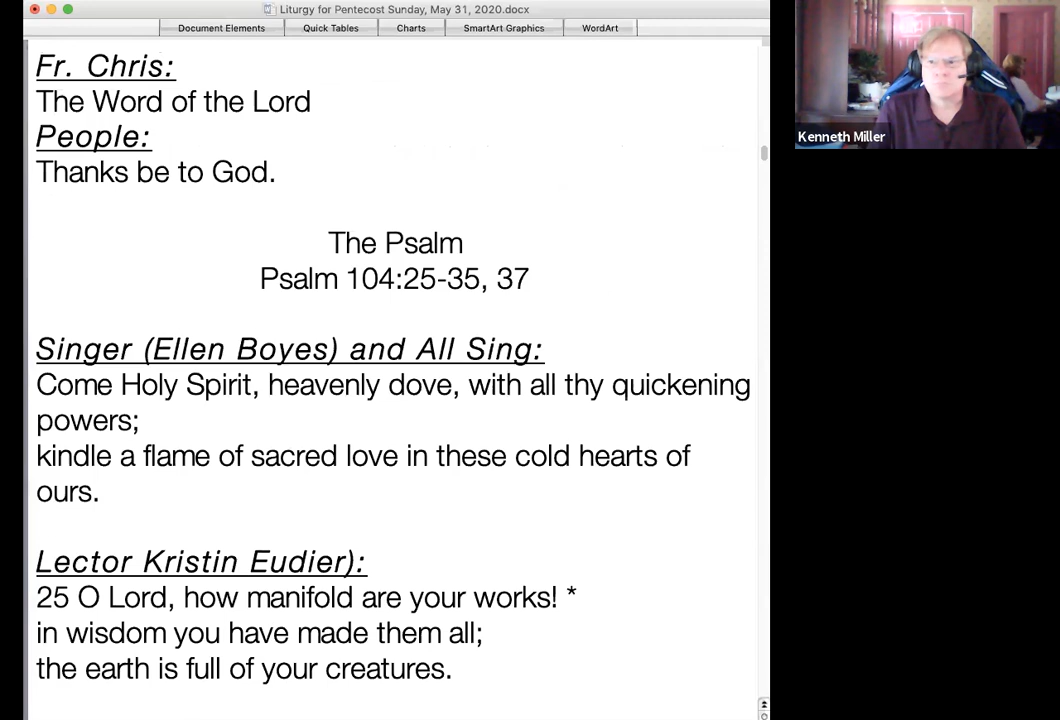 Liturgy for Pentecost Sunday, May 31, 2020.docx
Document Elements Quick Tables Charts SmartArt Graphics WordArt
Fr. Chris:
The Word of the Lord
People:
Thanks be to God.
The Psalm
Psalm 104:25-35, 37
Singer (Ellen Boyes) and All Sing:
Come Holy Spirit, heavenly dove, with all thy quickening
powers;
kindle a flame of sacred love in these cold hearts of
ours.
Lector Kristin Eudier):
25 O Lord, how manifold are your works! *
in wisdom you have made them all;
the earth is full of your creatures.
Kenneth Miller